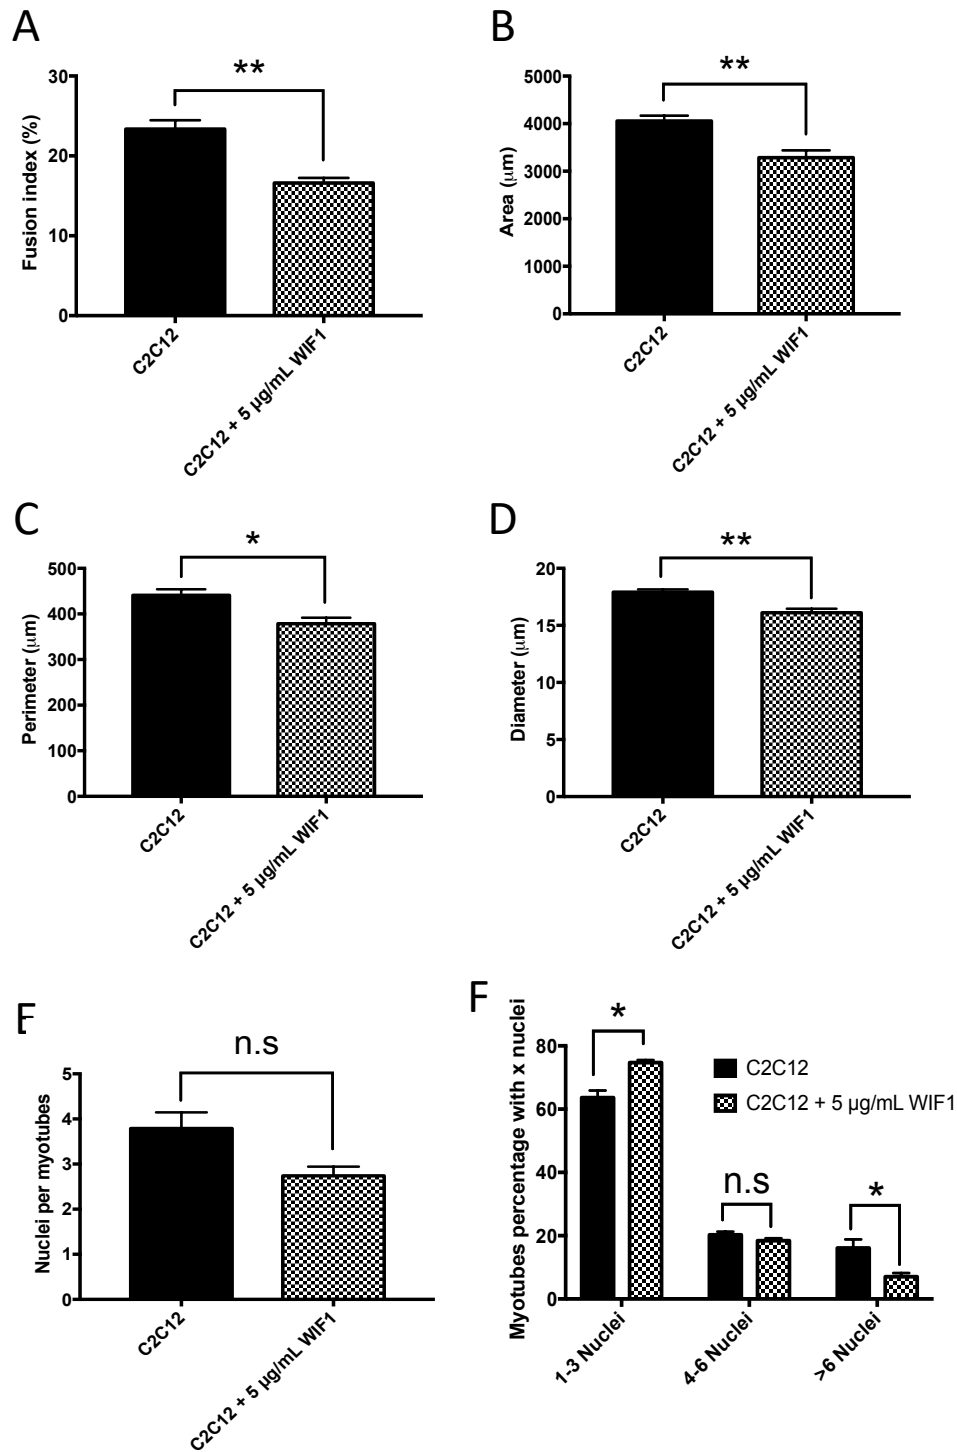 A
**
Fusion index (%)
30
20
10
0
C2C12
C2C12 + 5 µg/mL WIF1
B
**
Area (µm)
5000
4000
3000
2000
1000
0
C2C12
C2C12 + 5 µg/mL WIF1
C
*
Perimeter (µm)
500
400
300
200
100
0
C2C12
C2C12 + 5 µg/mL WIF1
D
**
Diameter (µm)
20
15
10
5
0
C2C12
C2C12 + 5 µg/mL WIF1
E
n.s
Nuclei per myotubes
5
4
3
2
1
0
C2C12
C2C12 + 5 µg/mL WIF1
F
Myotubes percentage with x nuclei
80
60
40
20
0
*
n.s
*
C2C12
C2C12 + 5 µg/mL WIF1
1-3 Nuclei
4-6 Nuclei
>6 Nuclei